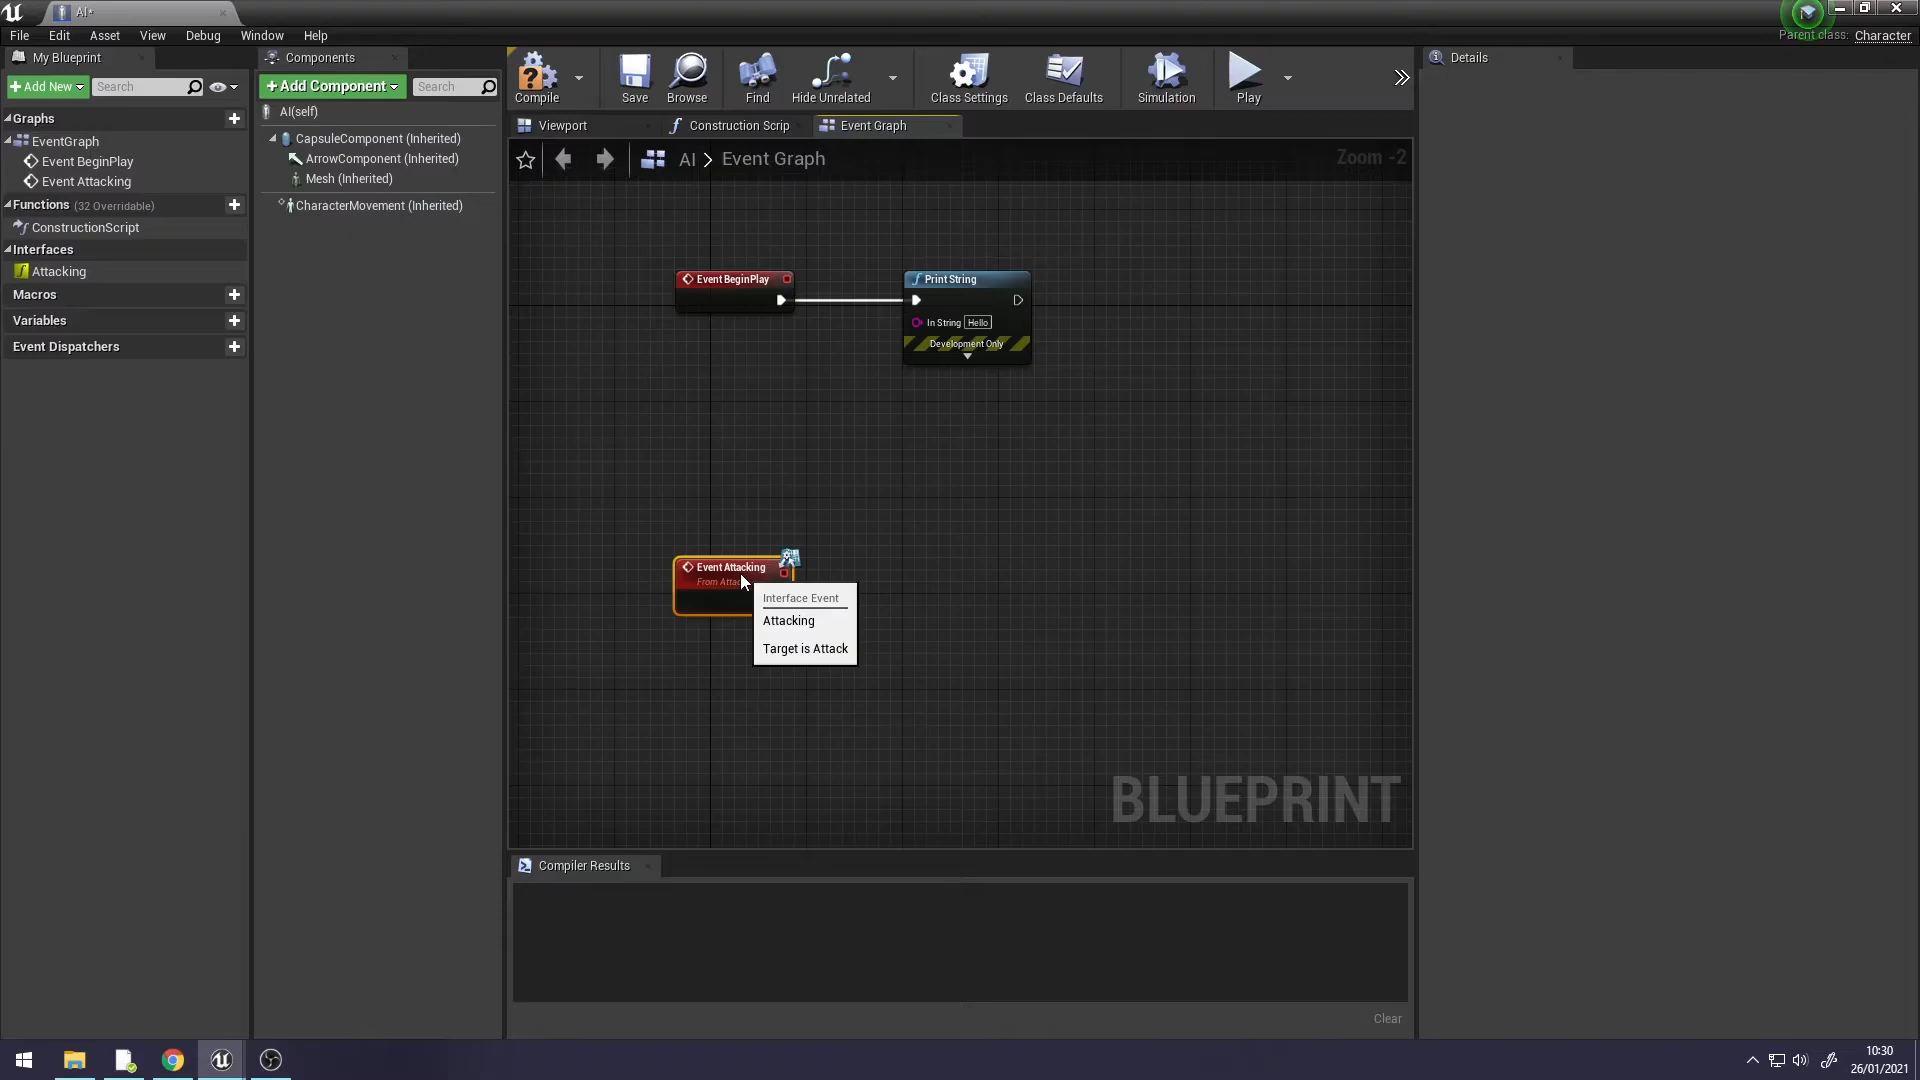 AI*
File Edit Asset View Debug Window Help
Parent class: Character
My Blueprint
Components
Details
+Add New
Search
+Add Component
Search
AI(self)
Graphs
EventGraph
Event BeginPlay
Event Attacking
Functions (32 Overridable)
ConstructionScript
Interfaces
Attacking
Macros
Variables
Event Dispatchers
CapsuleComponent (Inherited)
ArrowComponent (Inherited)
Mesh (Inherited)
CharacterMovement (Inherited)
Compile
Save
Browse
Find
Hide Unrelated
Class Settings
Class Defaults
Simulation
Play
Viewport
Construction Scrip
Event Graph
AI > Event Graph
Zoom -2
Event BeginPlay
Print String
In String Hello
Development Only
Event Attacking
From Attac
Interface Event
Attacking
Target is Attack
BLUEPRINT
Compiler Results
Clear
10:30
26/01/2021